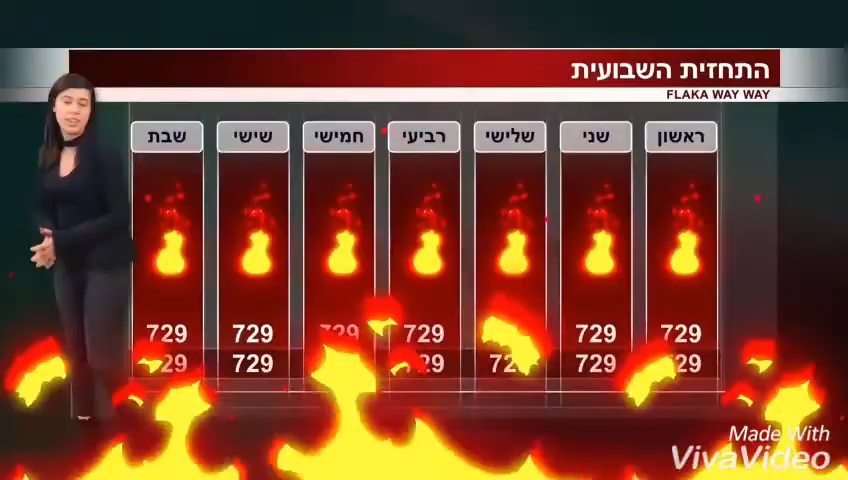 התחזית השבועית
FLAKA WAY WAY
ראשון שני שלישי רביעי חמישי שישי שבת
729 729 729 729 729 729
729 729
Made With
VivaVideo